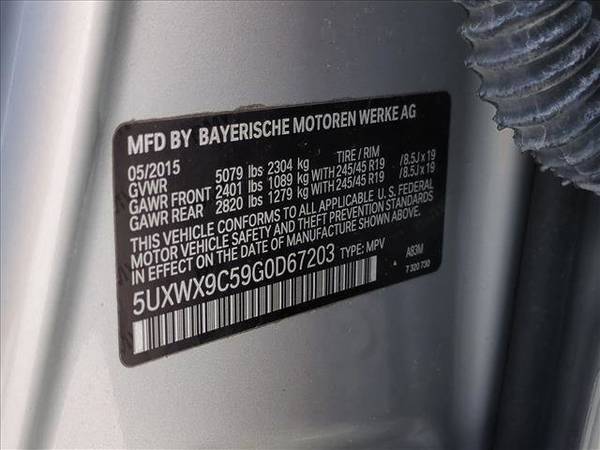 MFD BY BAYERISCHE MOTOREN WERKE AG
05/2015 TIRE / RIM
GVWR 5079 lbs 2304 kg
GAWR FRONT 2401 lbs 1089 kg WITH 245/45 R19 / 8.5J x 19
GAWR REAR 2820 lbs 1279 kg WITH 245/45 R19 / 8.5J x 19
THIS VEHICLE CONFORMS TO ALL APPLICABLE U.S. FEDERAL
MOTOR VEHICLE SAFETY AND THEFT PREVENTION STANDARDS
IN EFFECT ON THE DATE OF MANUFACTURE SHOWN ABOVE.
5UXWX9C59G0D67203 TYPE: MPV A83M
7 320 730